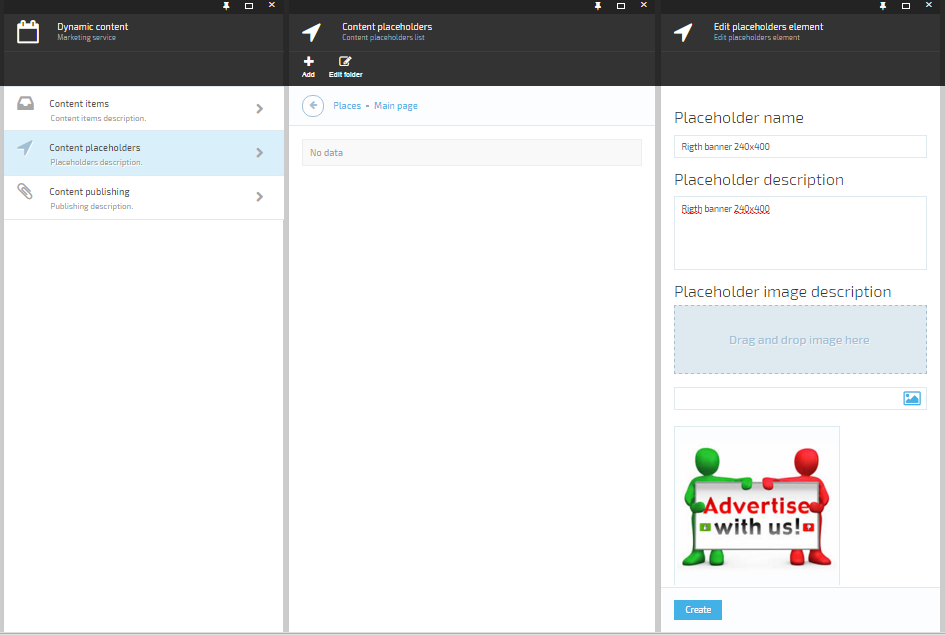 Dynamic content
Marketing service
Content items
Content items description.
Content placeholders
Placeholders description.
Content publishing
Publishing description.
Content placeholders
Content placeholders list
Add
Edit folder
Places • Main page
No data
Edit placeholders element
Edit placeholders element
Placeholder name
Rigth banner 240x400
Placeholder description
Rigth banner 240x400
Placeholder image description
Drag and drop image here
Advertise
with us!
Create